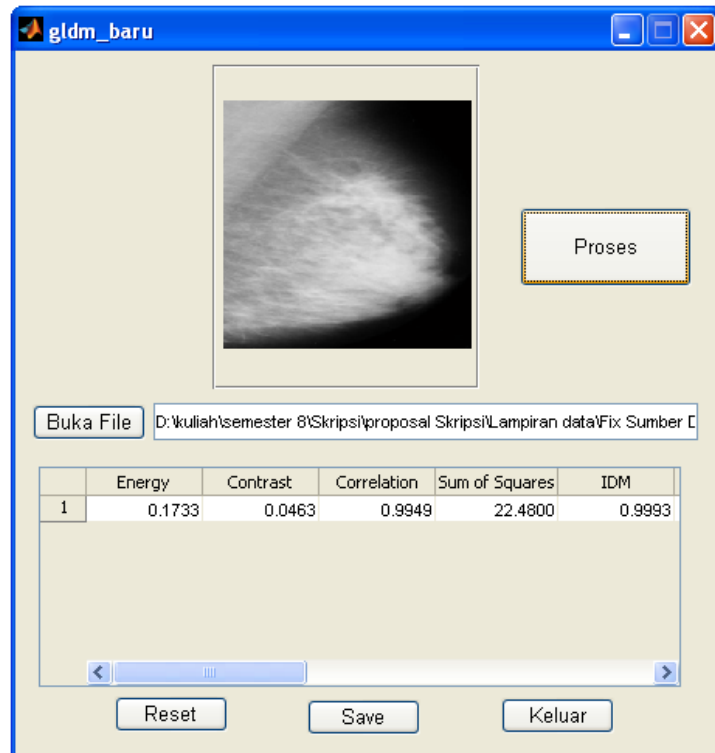 gldm_baru
Proses
Buka File D:\kuliah\semester 8\Skripsi\proposal Skripsi\Lampiran data\Fix Sumber
Energy Contrast Correlation Sum of Squares IDM
1 0.1733 0.0463 0.9949 22.4800 0.9993
Reset Save Keluar